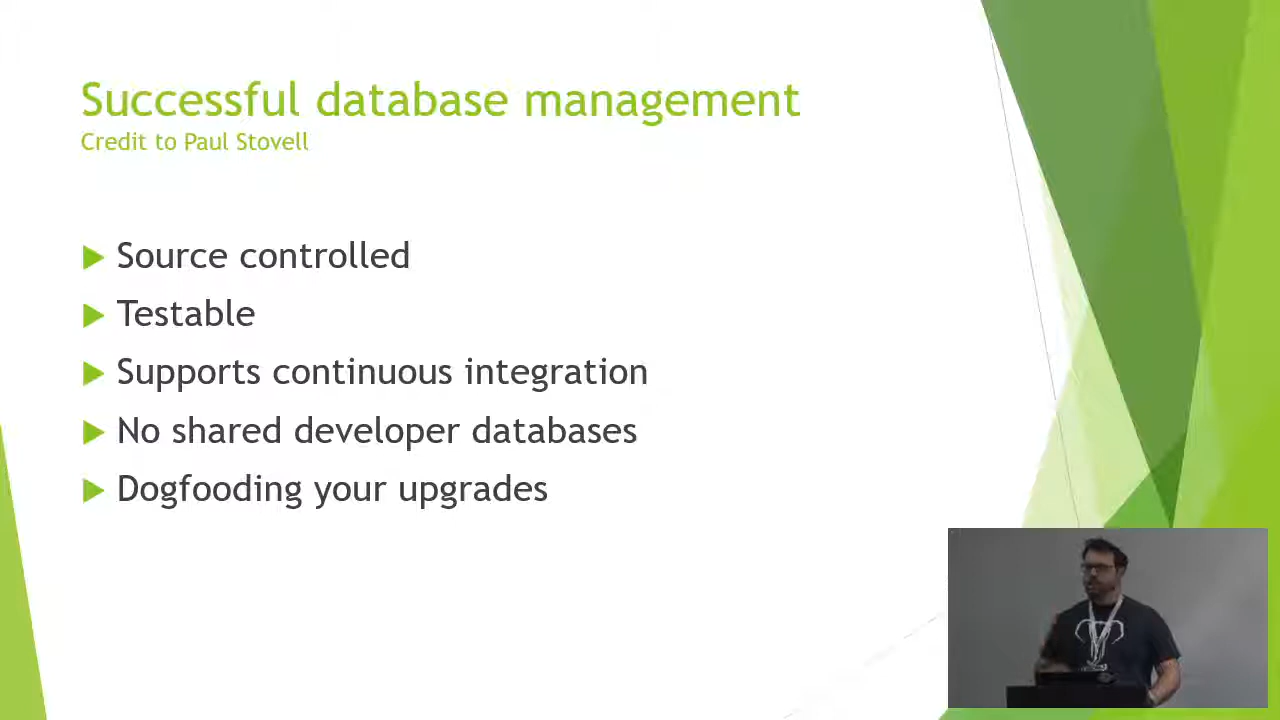 Successful database management
Credit to Paul Stovell
Source controlled
Testable
Supports continuous integration
No shared developer databases
Dogfooding your upgrades